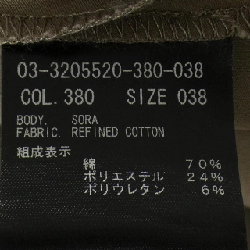 03-3205520-380-038
COL. 380 SIZE 038
BODY. SORA
FABRIC. REFINED COTTON
組成表示
綿 70%
ポリエステル 24%
ポリウレタン 6%